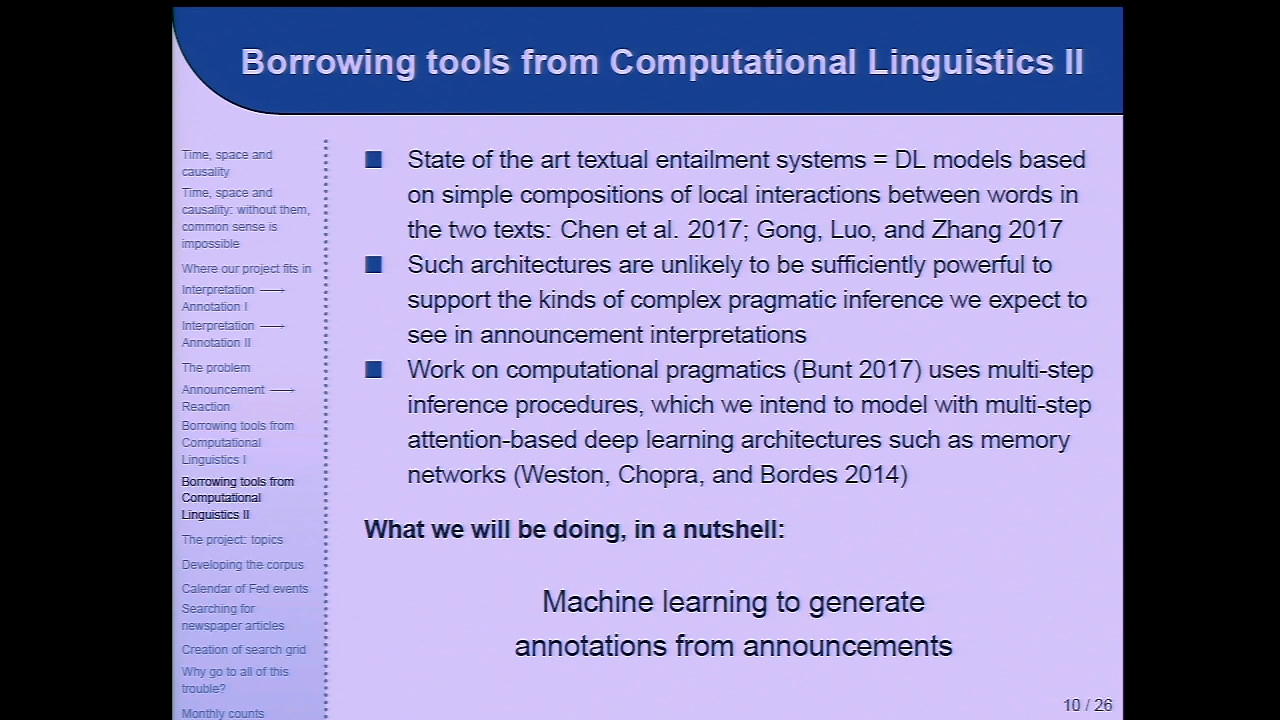 Borrowing tools from Computational Linguistics II
Time, space and
causality
Time, space and
causality: without them,
common sense is
impossible
Where our project fits in
Interpretation ⟶
Annotation I
Interpretation ⟶
Annotation II
The problem
Announcement ⟶
Reaction
Borrowing tools from
Computational
Linguistics I
Borrowing tools from
Computational
Linguistics II
The project: topics
Developing the corpus
Calendar of Fed events
Searching for
newspaper articles
Creation of search grid
Why go to all of this
trouble?
Monthly counts
State of the art textual entailment systems = DL models based
on simple compositions of local interactions between words in
the two texts: Chen et al. 2017; Gong, Luo, and Zhang 2017
Such architectures are unlikely to be sufficiently powerful to
support the kinds of complex pragmatic inference we expect to
see in announcement interpretations
Work on computational pragmatics (Bunt 2017) uses multi-step
inference procedures, which we intend to model with multi-step
attention-based deep learning architectures such as memory
networks (Weston, Chopra, and Bordes 2014)
What we will be doing, in a nutshell:
Machine learning to generate
annotations from announcements
10 / 26